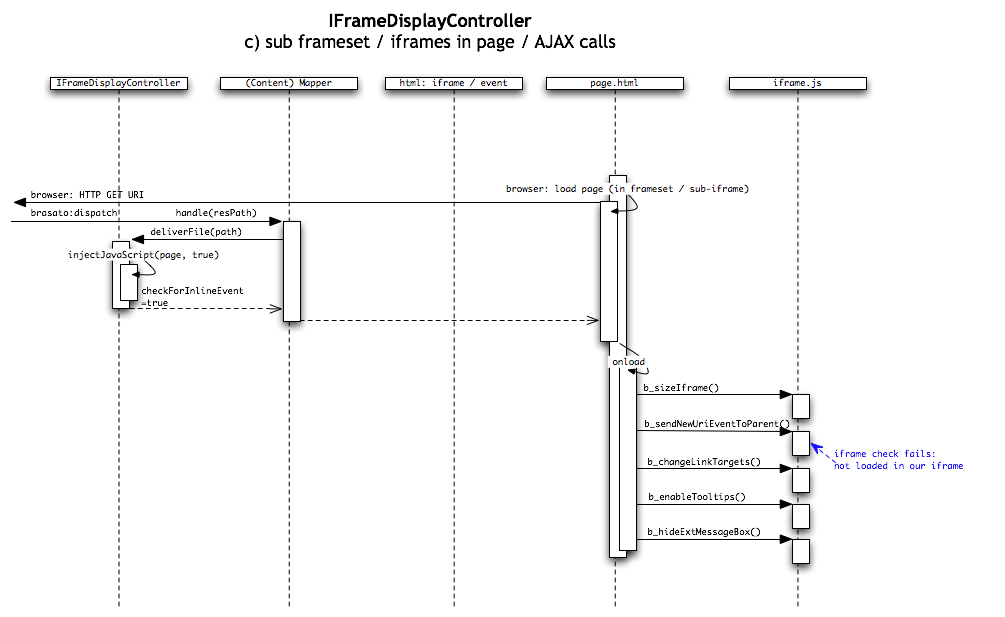 IFrameDisplayController
c) sub frameset / iframes in page / AJAX calls
IFrameDisplayController
(Content) Mapper
html: iframe / event
page.html
iframe.js
browser: load page (in frameset / sub-iframe)
browser: HTTP GET URI
brasato:dispatch
handle(resPath)
deliverFile(path)
injectJavaScript(page, true)
checkForInlineEvent
=true
onload
b_sizeIframe()
b_sendNewUriEventToParent()
iframe check fails:
not loaded in our iframe
b_changeLinkTargets()
b_enableTooltips()
b_hideExtMessageBox()